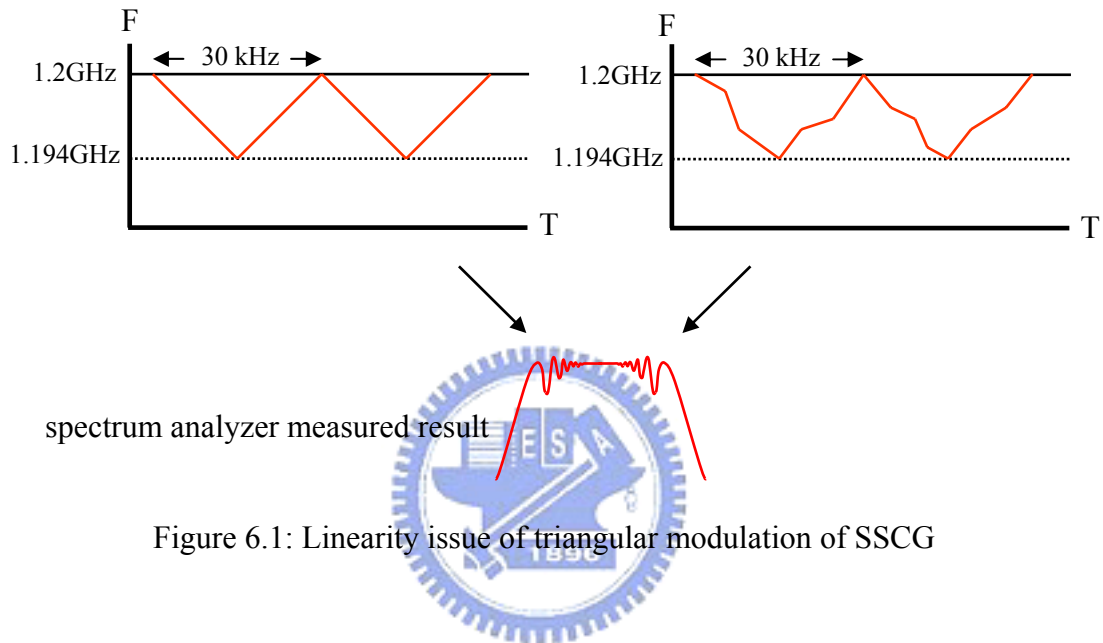 F
30 kHz
1.2GHz
1.194GHz
T
F
30 kHz
1.2GHz
1.194GHz
T
spectrum analyzer measured result
E S A
Figure 6.1: Linearity issue of triangular modulation of SSCG
1896